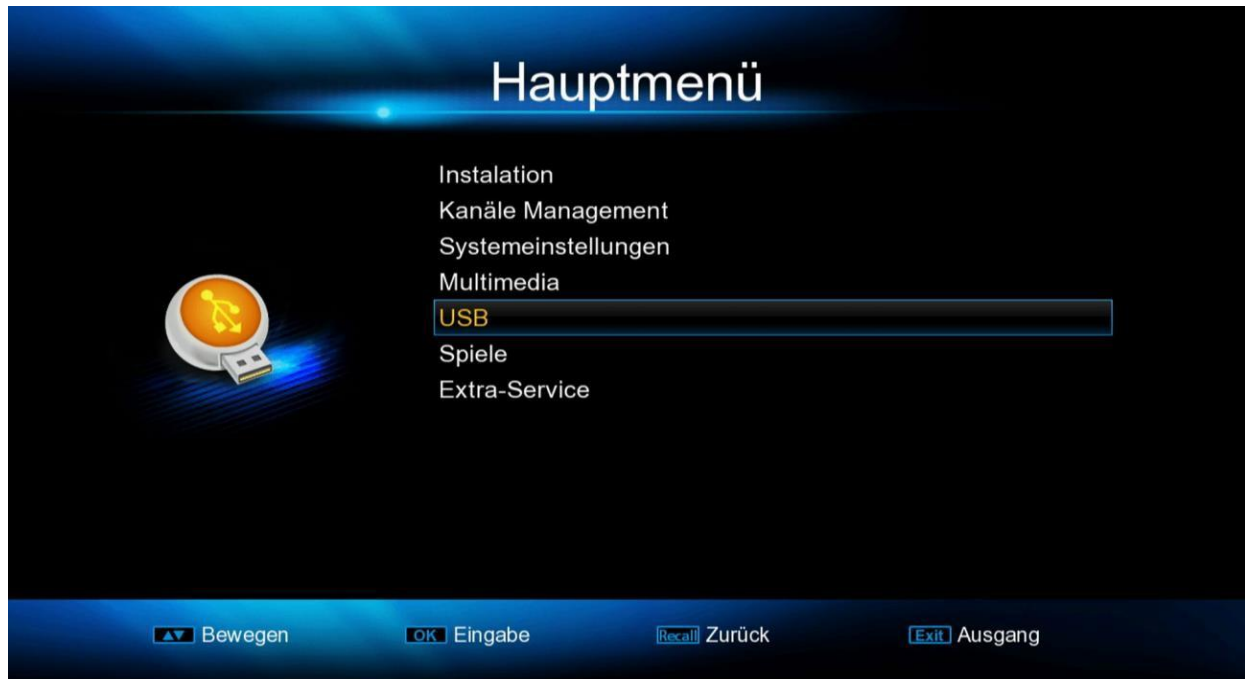 Hauptmenü
Instalation
Kanäle Management
Systemeinstellungen
Multimedia
USB
Spiele
Extra-Service
Bewegen OK Eingabe Recall Zurück Exit Ausgang